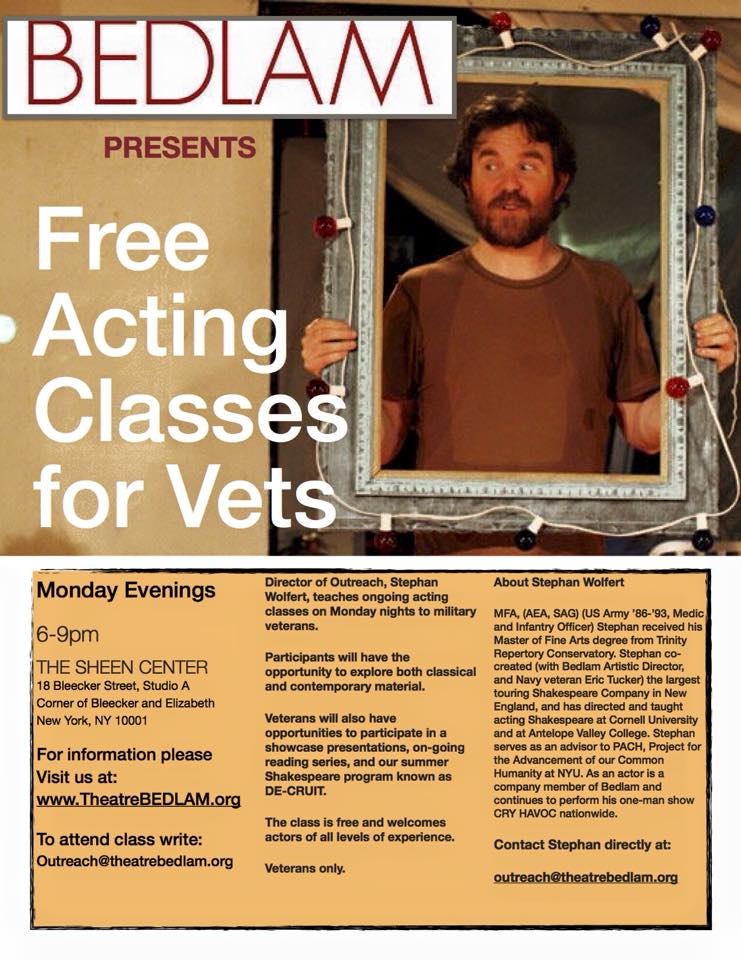 BEDLAM
PRESENTS
Free
Acting
Classes
for Vets
Monday Evenings
6-9pm
THE SHEEN CENTER
18 Bleecker Street, Studio A
Corner of Bleecker and Elizabeth
New York, NY 10001
For information please
Visit us at:
www.TheatreBEDLAM.org
To attend class write:
Outreach@theatrebedlam.org
Director of Outreach, Stephan
Wolfert, teaches ongoing acting
classes on Monday nights to military
veterans.
Participants will have the
opportunity to explore both classical
and contemporary material.
Veterans will also have
opportunities to participate in a
showcase presentations, on-going
reading series, and our summer
Shakespeare program known as
DE-CRUIT.
The class is free and welcomes
actors of all levels of experience.
Veterans only.
About Stephan Wolfert
MFA, (AEA, SAG) (US Army '86-'93, Medic
and Infantry Officer) Stephan received his
Master of Fine Arts degree from Trinity
Repertory Conservatory. Stephan co-
created (with Bedlam Artistic Director,
and Navy veteran Eric Tucker) the largest
touring Shakespeare Company in New
England, and has directed and taught
acting Shakespeare at Cornell University
and at Antelope Valley College. Stephan
serves as an advisor to PACH, Project for
the Advancement of our Common
Humanity at NYU. As an actor is a
company member of Bedlam and
continues to perform his one-man show
CRY HAVOC nationwide.
Contact Stephan directly at:
outreach@theatrebedlam.org